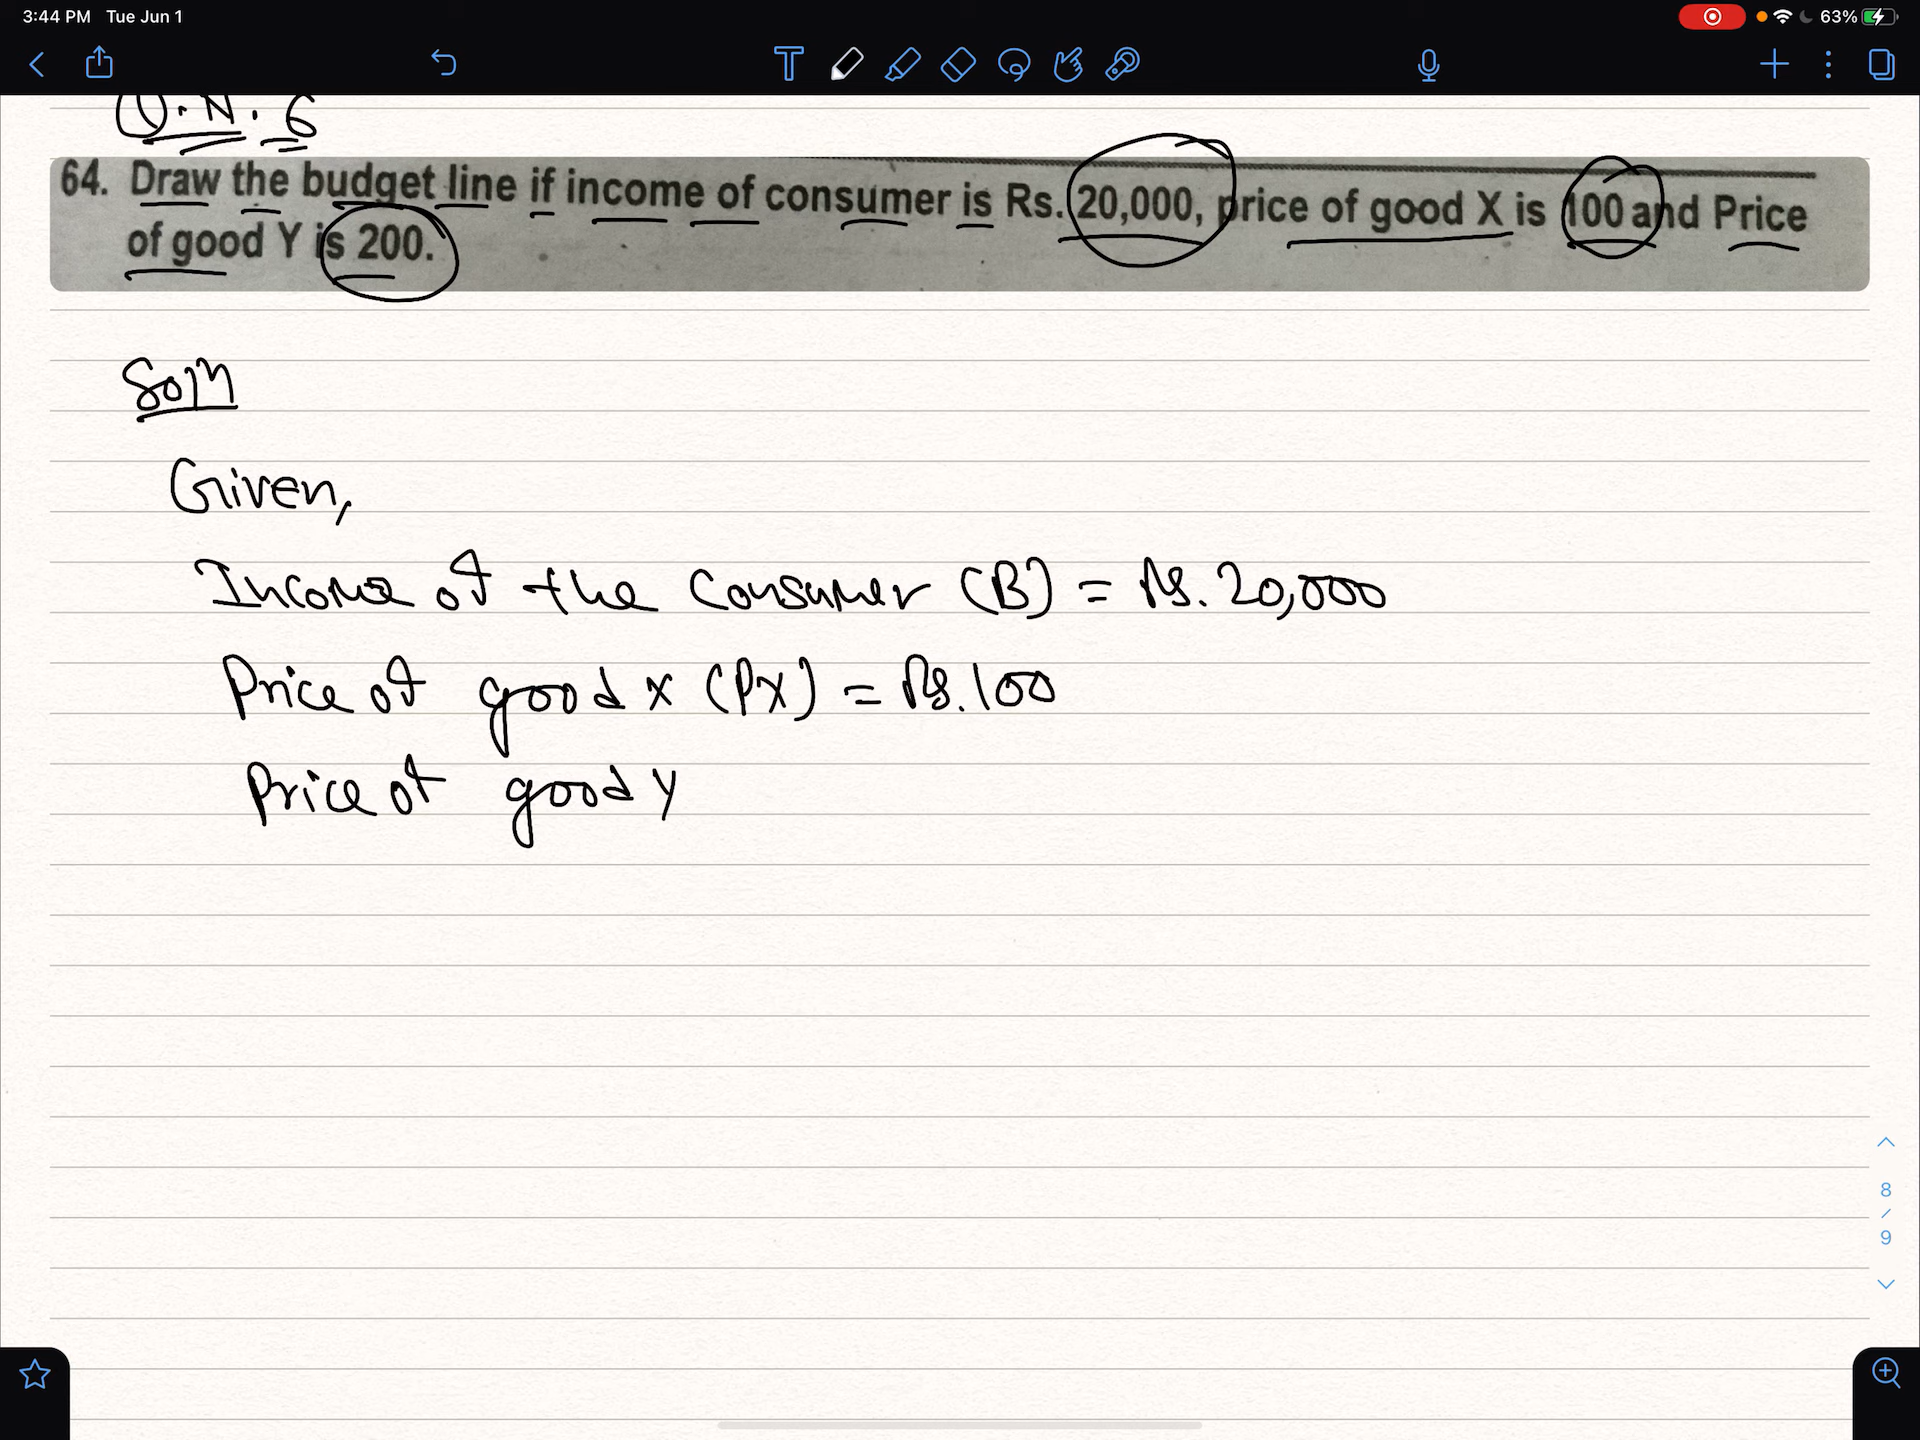 3:44 PM Tue Jun 1
63%
Q.N. 6
64. Draw the budget line if income of consumer is Rs. 20,000, price of good X is 100 and Price
of good Y is 200.
Soln
Given,
Income of the Consumer (B) = Rs. 20,000
Price of good X (PX) = Rs. 100
Price of good Y
8
/
9